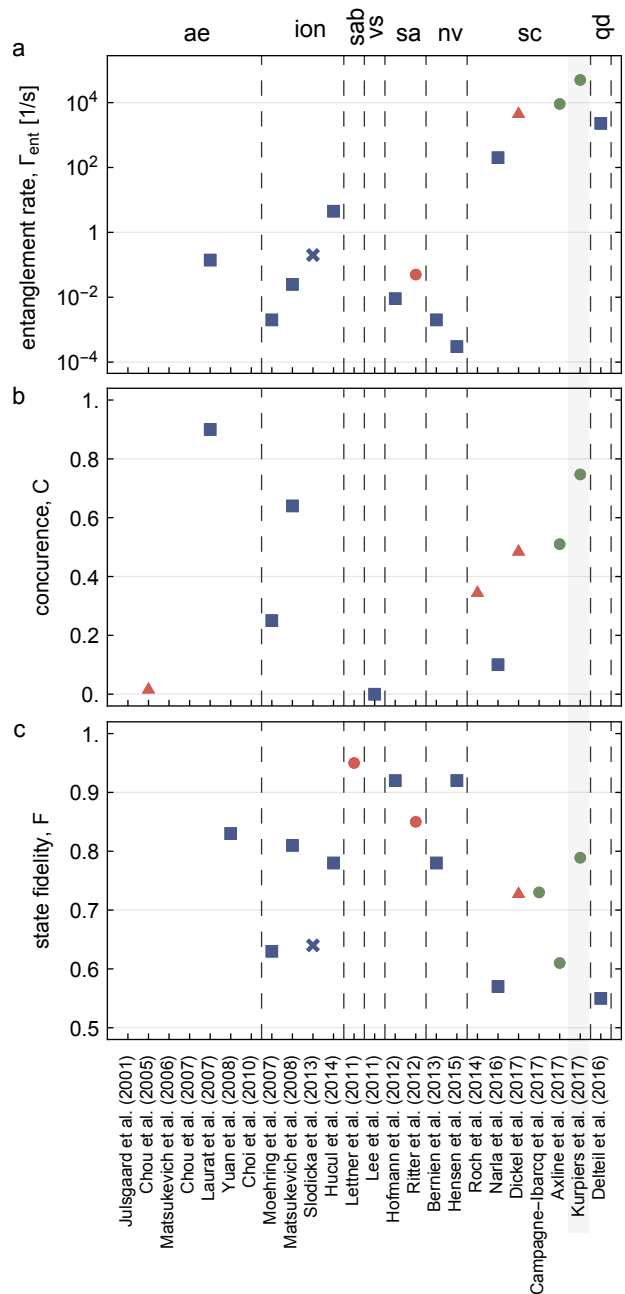 ae ion sab vs sa nv sc qd
a
entanglement rate, Γent [1/s]
10^4
10^2
1
10^−2
10^−4
b
concurence, C
1.
0.8
0.6
0.4
0.2
0.
c
state fidelity, F
1.
0.9
0.8
0.7
0.6
0.5
Julsgaard et al. (2001)
Chou et al. (2005)
Matsukevich et al. (2006)
Chou et al. (2007)
Laurat et al. (2007)
Yuan et al. (2008)
Choi et al. (2010)
Moehring et al. (2007)
Matsukevich et al. (2008)
Slodicka et al. (2013)
Hucul et al. (2014)
Lettner et al. (2011)
Lee et al. (2011)
Hofmann et al. (2012)
Ritter et al. (2012)
Bernien et al. (2013)
Hensen et al. (2015)
Roch et al. (2014)
Narla et al. (2016)
Dickel et al. (2017)
Campagne−Ibarcq et al. (2017)
Axline et al. (2017)
Kurpiers et al. (2017)
Delteil et al. (2016)